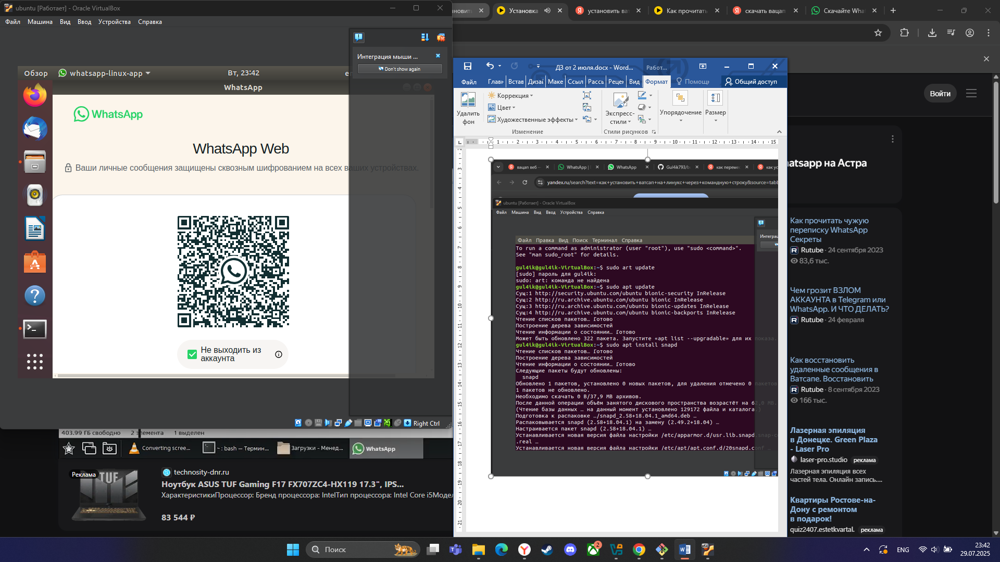 ubuntu [Работает] - Oracle VirtualBox
Файл Машина Вид Ввод Устройства Справка
Интеграция мыши ...
Don't show again
Обзор
whatsapp-linux-app
Вт, 23:42
WhatsApp
WhatsApp
WhatsApp Web
Ваши личные сообщения защищены сквозным шифрованием на всех ваших устройствах.
Не выходить из
аккаунта
Right Ctrl
403.99 ГБ свободно
1 выделен
Converting scree...
~ : bash — Термин...
Загрузки - Менед...
WhatsApp
Реклама
TUF
technosity-dnr.ru
Ноутбук ASUS TUF Gaming F17 FX707ZC4-HX119 17.3", IPS...
ХарактеристикиПроцессор: Бренд процессора: IntelТип процессора: Intel Core i5Модел
83 544 ₽
Установка
установить ва
Как прочитать
скачать вацап
Скачайте Wha
ДЗ от 2 июля.docx - Word...
Работ...
Файл Главн Встав Дизай Маке Ссыл Рассы Рецен Вид Формат Помощн Общий доступ
Удалить
фон
Коррекция
Цвет
Художественные эффекты
Изменение
Экспресс-
стили
Стили рисунков
Упорядочение
Размер
1 2 3 4 5 6 7 8 9 10 11 12 13 14 15
вацап веб —
WhatsApp |
WhatsApp
Gul4ik793/b
как переме
как ус
yandex.ru/search?text=как+установить+ватсап+на+линукс+через+командную+строку&source=tabb
ubuntu [Работает] - Oracle VirtualBox
Файл Машина Вид Ввод Устройства Справка
Интеграц
Файл Правка Вид Поиск Терминал Справка
To run a command as administrator (user "root"), use "sudo <command>".
See "man sudo_root" for details.
gul4ik@gul4ik-VirtualBox:~$ sudo art update
[sudo] пароль для gul4ik:
sudo: art: команда не найдена
gul4ik@gul4ik-VirtualBox:~$ sudo apt update
Сущ:1 http://security.ubuntu.com/ubuntu bionic-security InRelease
Сущ:2 http://ru.archive.ubuntu.com/ubuntu bionic InRelease
Сущ:3 http://ru.archive.ubuntu.com/ubuntu bionic-updates InRelease
Сущ:4 http://ru.archive.ubuntu.com/ubuntu bionic-backports InRelease
Чтение списков пакетов… Готово
Построение дерева зависимостей
Чтение информации о состоянии… Готово
Может быть обновлено 322 пакета. Запустите «apt list --upgradable» для их показа.
gul4ik@gul4ik-VirtualBox:~$ sudo apt install snapd
Чтение списков пакетов… Готово
Построение дерева зависимостей
Чтение информации о состоянии… Готово
Следующие пакеты будут обновлены:
snapd
Обновлено 1 пакетов, установлено 0 новых пакетов, для удаления отмечено 0 пакетов
1 пакетов не обновлено.
Необходимо скачать 0 B/37,9 MB архивов.
После данной операции объём занятого дискового пространства возрастёт на 62,0 MB.
(Чтение базы данных … на данный момент установлено 129172 файла и каталога.)
Подготовка к распаковке …/snapd_2.58+18.04.1_amd64.deb …
Распаковывается snapd (2.58+18.04.1) на замену (2.49.2+18.04) …
Настраивается пакет snapd (2.58+18.04.1) …
Устанавливается новая версия файла настройки /etc/apparmor.d/usr.lib.snapd.snap-c
.real …
Устанавливается новая версия файла настройки /etc/apt/apt.conf.d/20snapd.conf …
Войти
atsapp на Астра
Как прочитать чужую
переписку WhatsApp
Секреты
Rutube · 24 сентября 2023
83,6 тыс.
Чем грозит ВЗЛОМ
АККАУНТА в Telegram или
WhatsApp. И ЧТО ДЕЛАТЬ?
Rutube · 24 февраля
Как восстановить
удаленные сообщения в
Ватсапе. Восстановить
Rutube · 8 сентября 2023
166 тыс.
Лазерная эпиляция
в Донецке. Green Plaza
- Laser Pro
laser-pro.studio реклама
Лазерная эпиляция всех
частей тела. Онлайн запись....
Квартиры Ростове-на-
Дону с ремонтом
в подарок!
quiz2407.estetkvartal. реклама
Поиск
2
ENG
23:42
29.07.2025